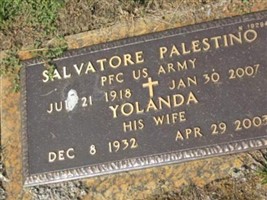 SALVATORE PALESTINO
PFC US ARMY
JUL 21 1918 JAN 30 2007
YOLANDA
HIS WIFE
DEC 8 1932 APR 29 2003